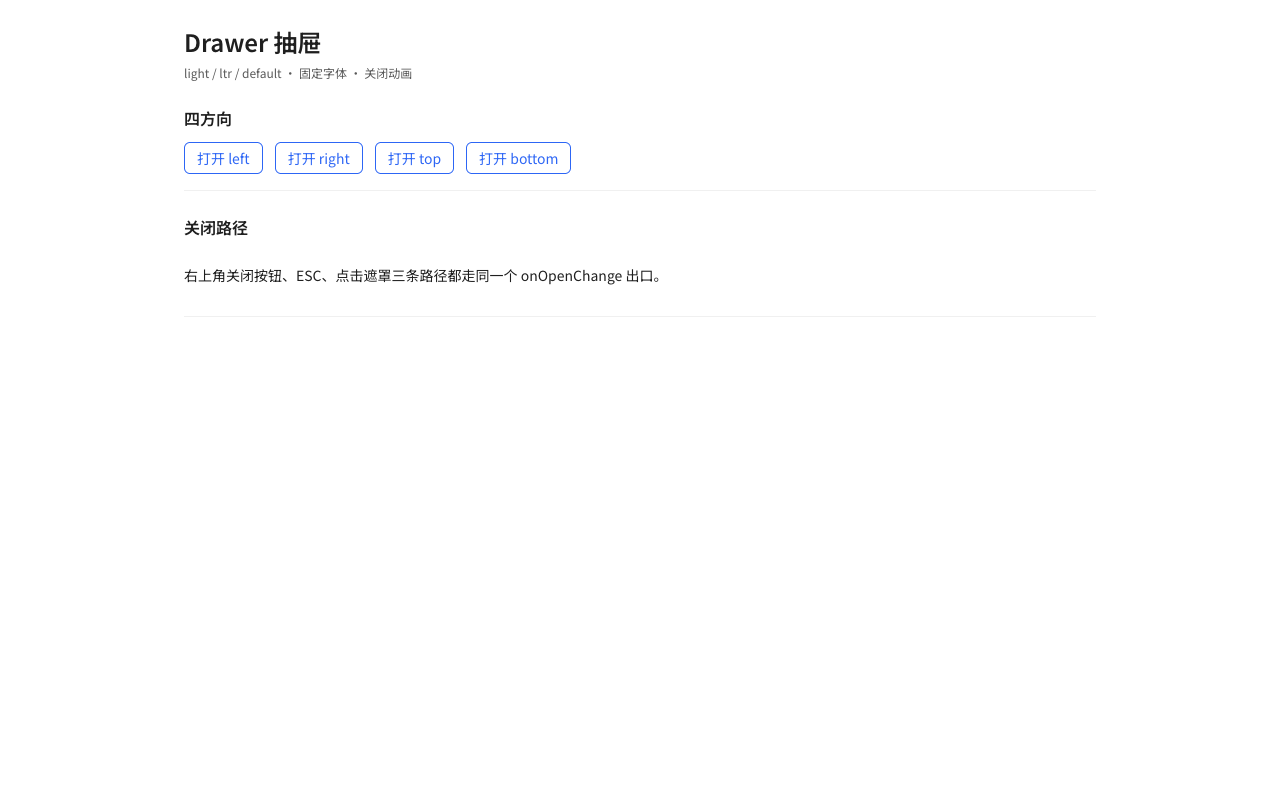 Drawer 抽屉
light / ltr / default · 固定字体 · 关闭动画
四方向
打开 left 打开 right 打开 top 打开 bottom
关闭路径
右上角关闭按钮、ESC、点击遮罩三条路径都走同一个 onOpenChange 出口。